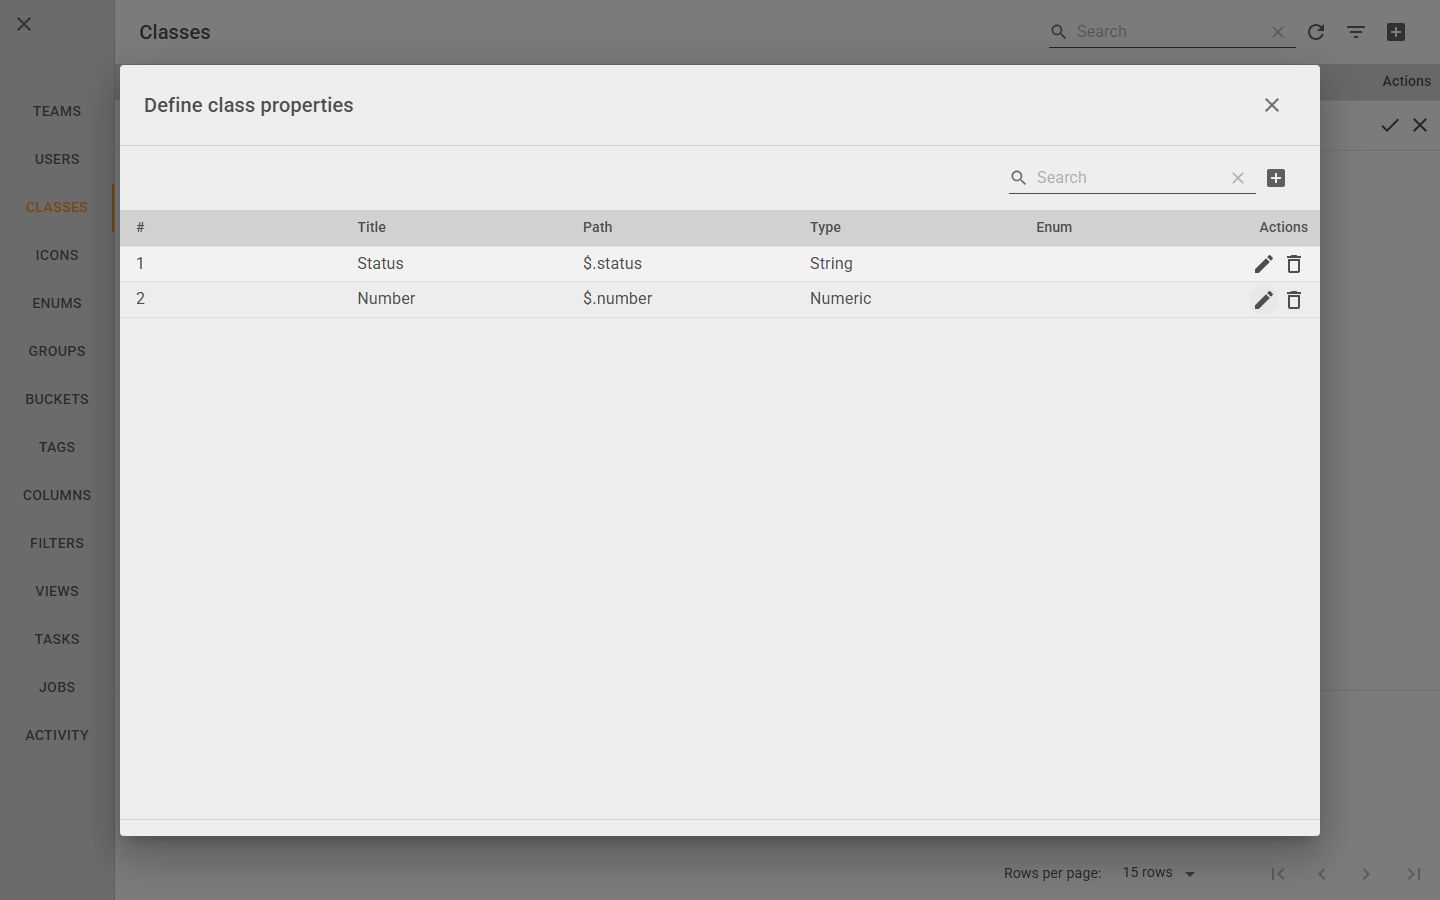 Classes
Search
Actions
TEAMS
USERS
CLASSES
ICONS
ENUMS
GROUPS
BUCKETS
TAGS
COLUMNS
FILTERS
VIEWS
TASKS
JOBS
ACTIVITY
Define class properties
Search
# Title Path Type Enum Actions
1 Status $.status String
2 Number $.number Numeric
Rows per page: 15 rows